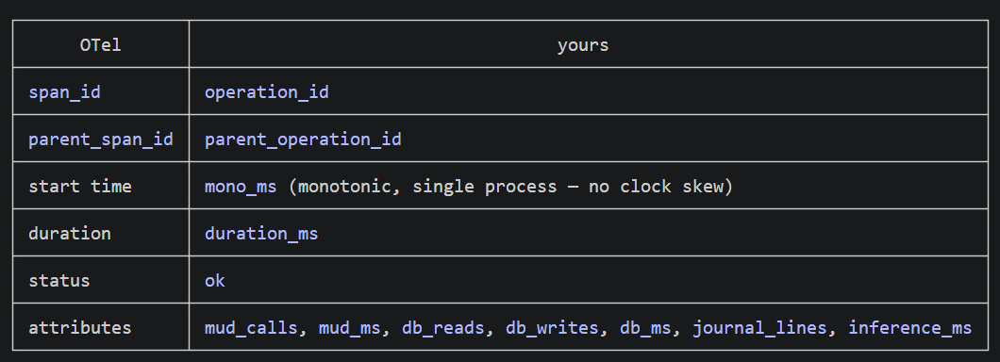 OTel yours
span_id operation_id
parent_span_id parent_operation_id
start time mono_ms (monotonic, single process — no clock skew)
duration duration_ms
status ok
attributes mud_calls, mud_ms, db_reads, db_writes, db_ms, journal_lines, inference_ms